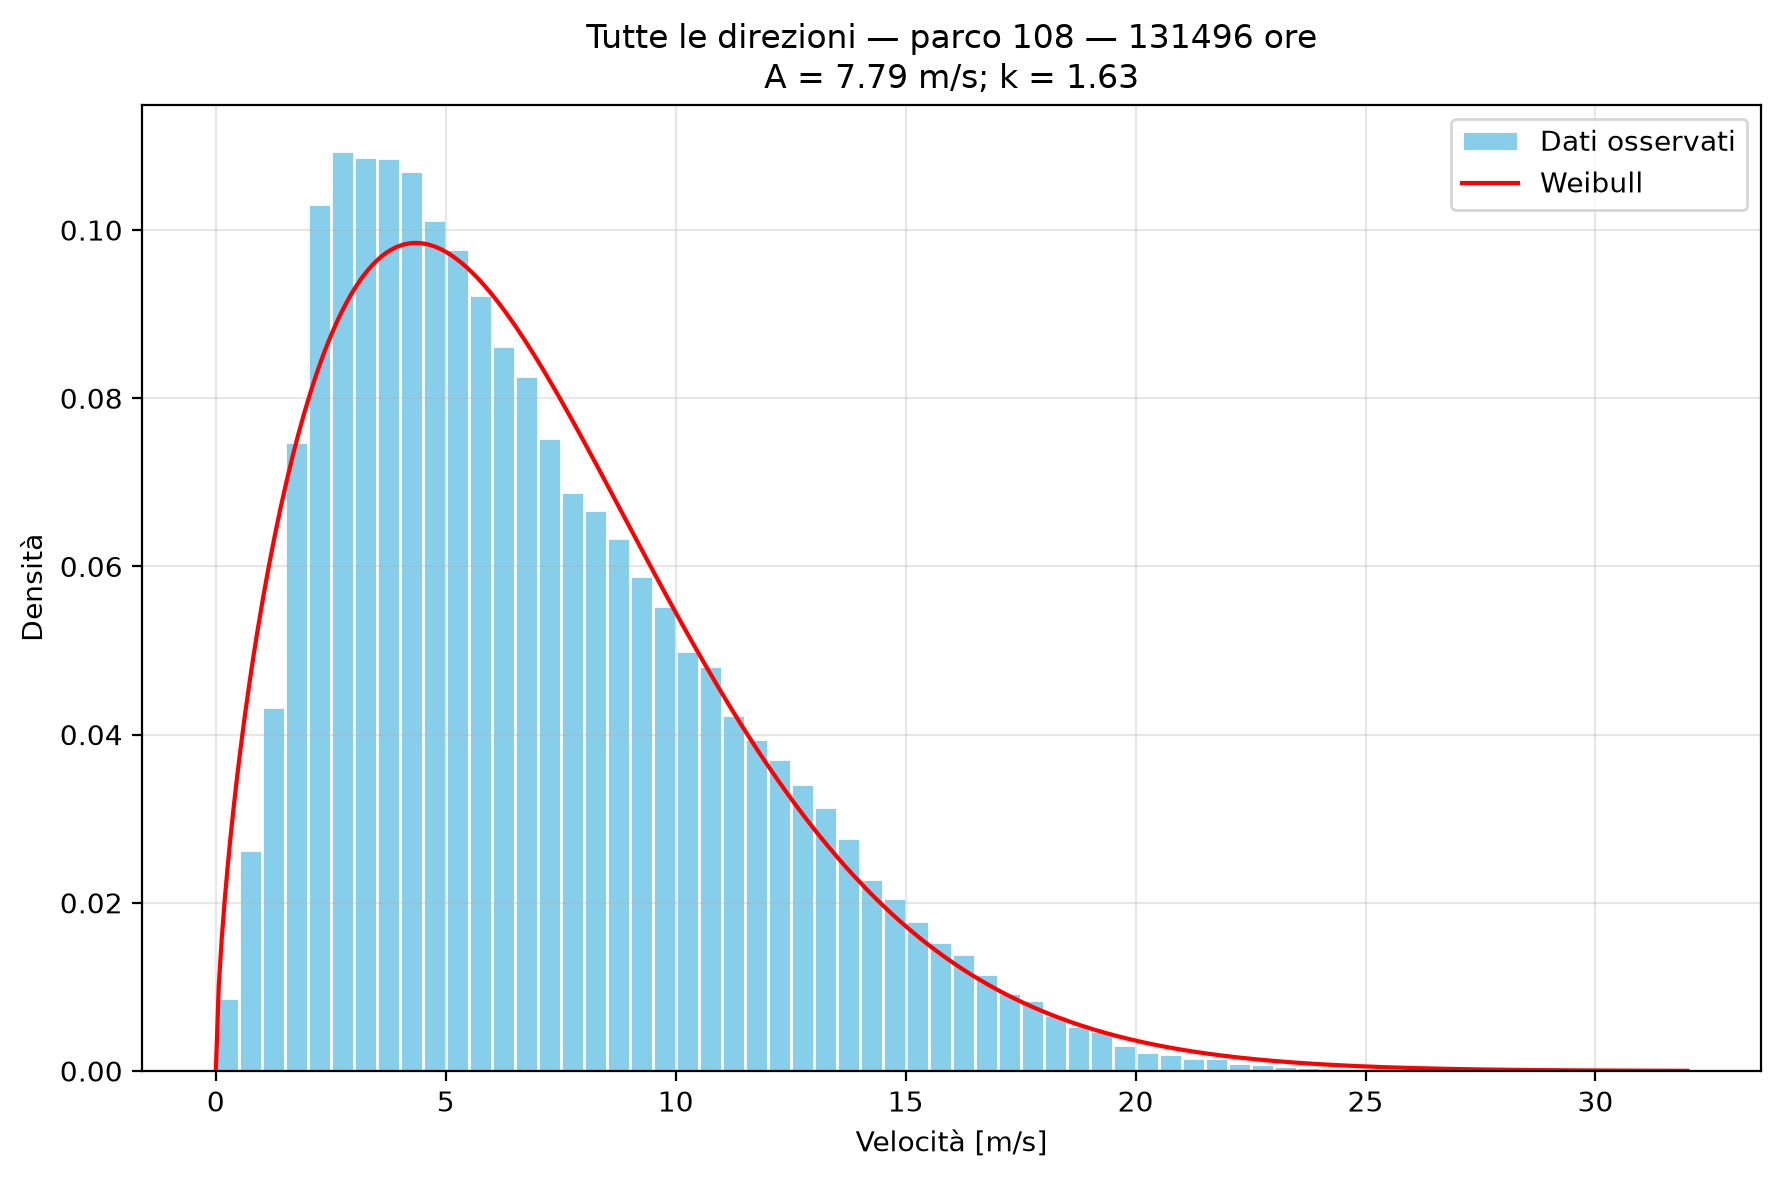 Tutte le direzioni — parco 108 — 131496 ore
A = 7.79 m/s; k = 1.63
Dati osservati
Weibull
Densità
0.10
0.08
0.06
0.04
0.02
0.00
0 5 10 15 20 25 30
Velocità [m/s]